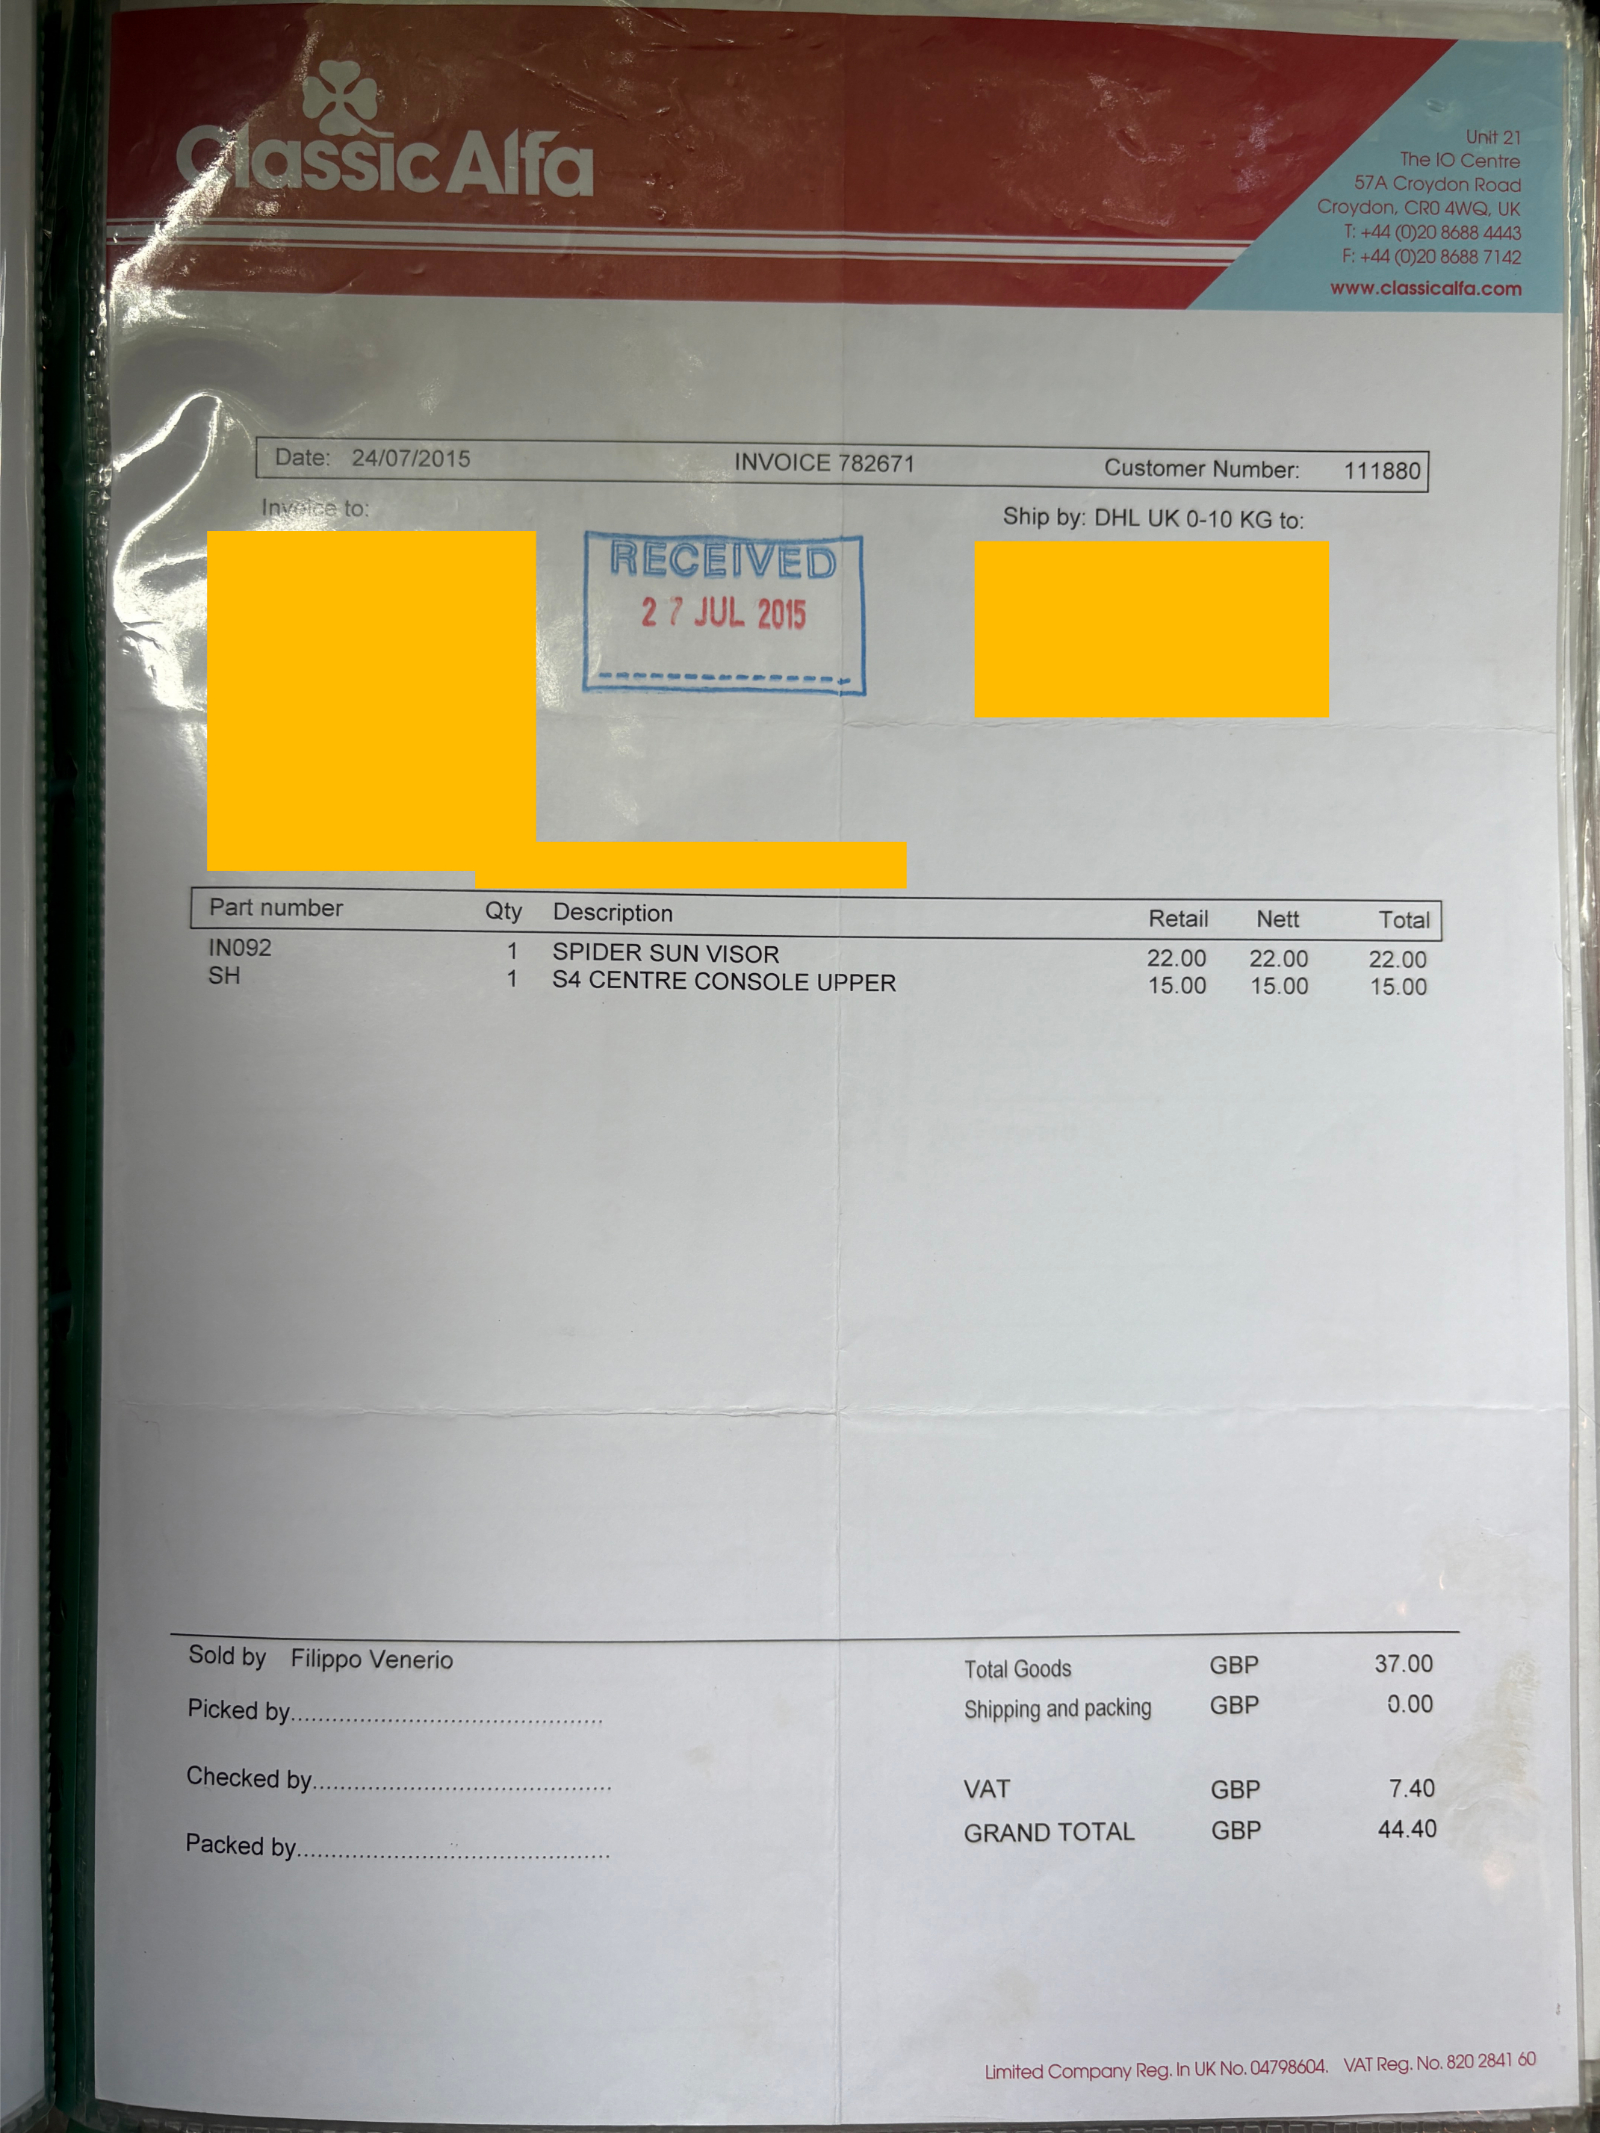 Classic Alfa
Unit 21
The IO Centre
57A Croydon Road
Croydon, CR0 4WQ, UK
T: +44 (0)20 8688 4443
F: +44 (0)20 8688 7142
www.classicalfa.com
Date: 24/07/2015 INVOICE 782671 Customer Number: 111880
Invoice to:
Ship by: DHL UK 0-10 KG to:
RECEIVED
27 JUL 2015
Part number Qty Description Retail Nett Total
IN092 1 SPIDER SUN VISOR 22.00 22.00 22.00
SH 1 S4 CENTRE CONSOLE UPPER 15.00 15.00 15.00
Sold by Filippo Venerio
Picked by
Checked by
Packed by
Total Goods GBP 37.00
Shipping and packing GBP 0.00
VAT GBP 7.40
GRAND TOTAL GBP 44.40
Limited Company Reg. In UK No. 04798604. VAT Reg. No. 820 2841 60